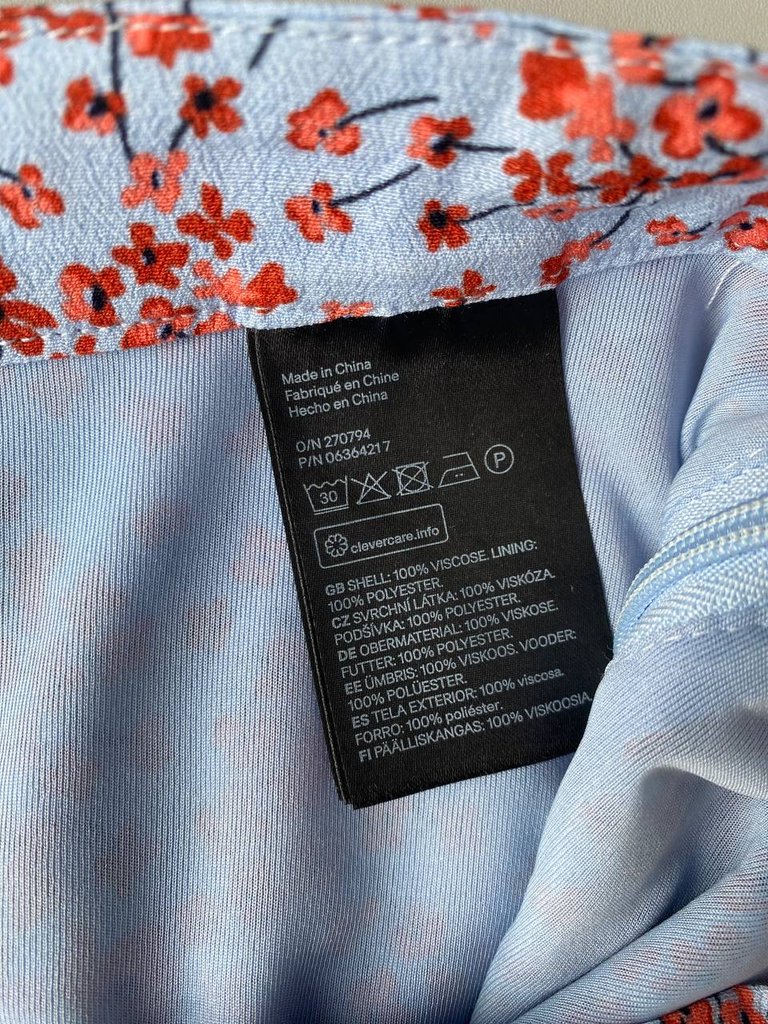 Made in China
Fabriqué en Chine
Hecho en China
O/N 270794
P/N 0636421 7
30 P
clevercare.info
GB SHELL: 100% VISCOSE. LINING:
100% POLYESTER.
CZ SVRCHNÍ LÁTKA: 100% VISKÓZA.
PODŠÍVKA: 100% POLYESTER.
DE OBERMATERIAL: 100% VISKOSE.
FUTTER: 100% POLYESTER.
EE ÜMBRIS: 100% VISKOOS. VOODER:
100% POLÜESTER.
ES TELA EXTERIOR: 100% viscosa.
FORRO: 100% poliéster.
FI PÄÄLLISKANGAS: 100% VISKOOSIA